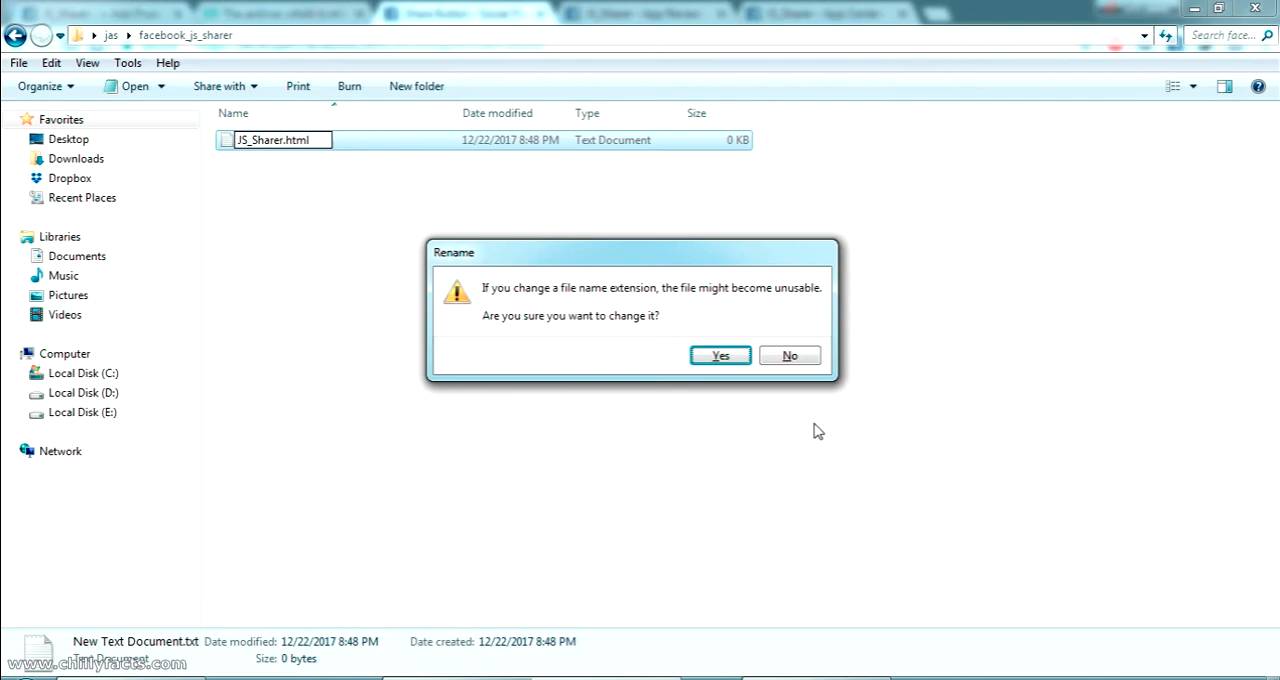 jas facebook_js_sharer Search face...
File Edit View Tools Help
Organize Open Share with Print Burn New folder
Name Date modified Type Size
JS_Sharer.html 12/22/2017 8:48 PM Text Document 0 KB
Favorites
Desktop
Downloads
Dropbox
Recent Places
Libraries
Documents
Music
Pictures
Videos
Computer
Local Disk (C:)
Local Disk (D:)
Local Disk (E:)
Network
Rename
If you change a file name extension, the file might become unusable.
Are you sure you want to change it?
Yes No
New Text Document.txt Date modified: 12/22/2017 8:48 PM Date created: 12/22/2017 8:48 PM
Text Document Size: 0 bytes
www.chillyfacts.com